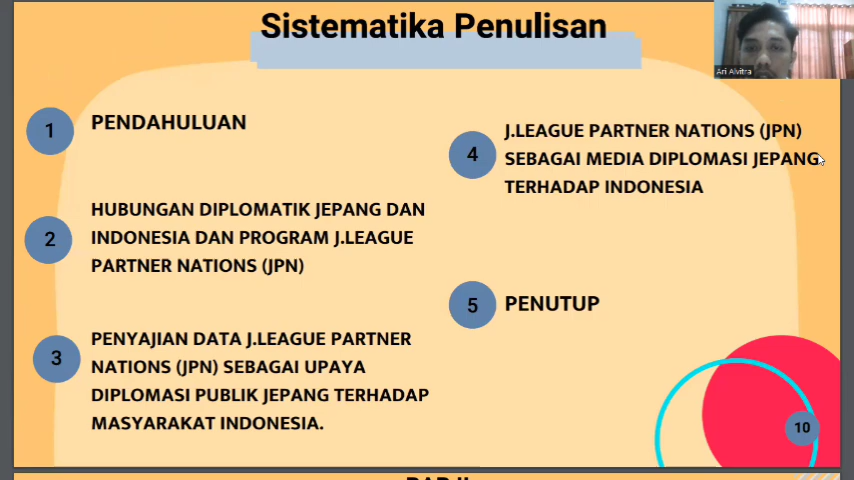 Sistematika Penulisan
Ari Alvitra
1
PENDAHULUAN
2
HUBUNGAN DIPLOMATIK JEPANG DAN
INDONESIA DAN PROGRAM J.LEAGUE
PARTNER NATIONS (JPN)
3
PENYAJIAN DATA J.LEAGUE PARTNER
NATIONS (JPN) SEBAGAI UPAYA
DIPLOMASI PUBLIK JEPANG TERHADAP
MASYARAKAT INDONESIA.
4
J.LEAGUE PARTNER NATIONS (JPN)
SEBAGAI MEDIA DIPLOMASI JEPANG
TERHADAP INDONESIA
5
PENUTUP
10